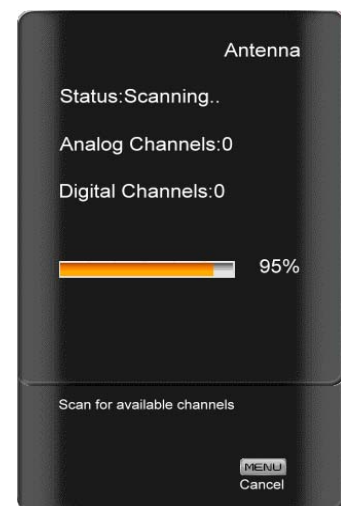 Antenna
Status:Scanning..
Analog Channels:0
Digital Channels:0
95%
Scan for available channels
MENU
Cancel